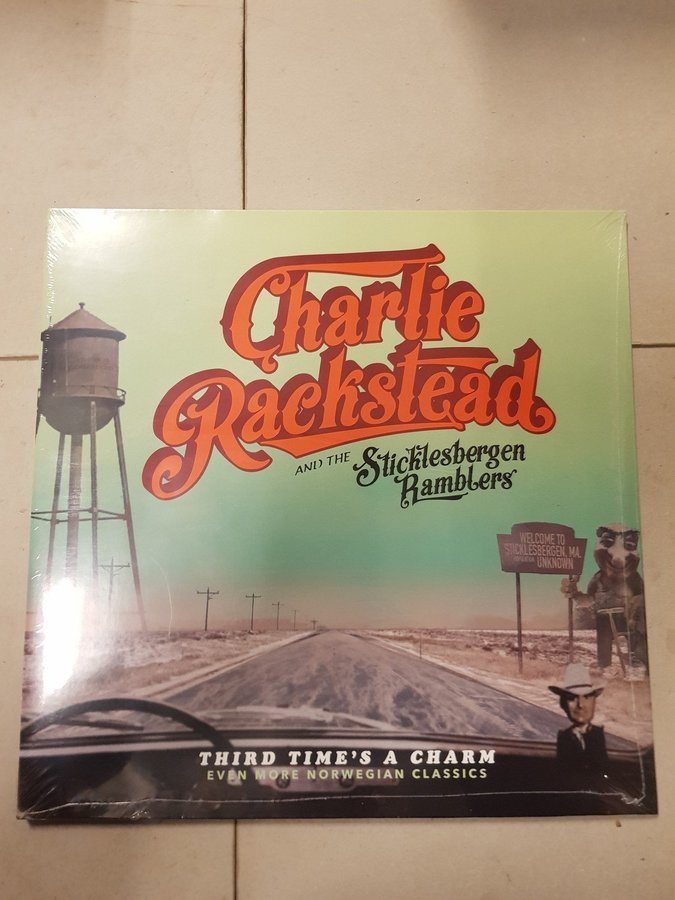 Charlie
Rackstead
AND THE Sticklesbergen
Ramblers
WELCOME TO
STICKLESBERGEN, MA.
UNKNOWN
THIRD TIME'S A CHARM
EVEN MORE NORWEGIAN CLASSICS